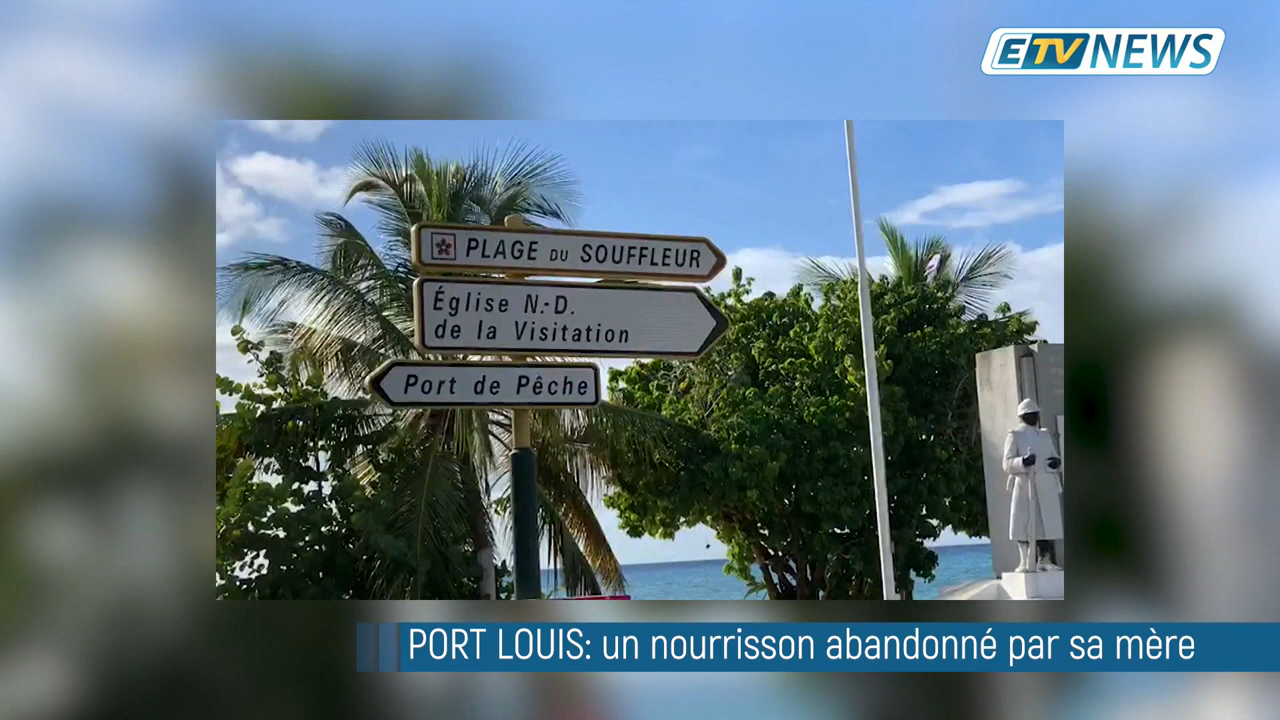 ETV NEWS
PLAGE DU SOUFFLEUR
Église N.-D.
de la Visitation
Port de Pêche
PORT LOUIS: un nourrisson abandonné par sa mère